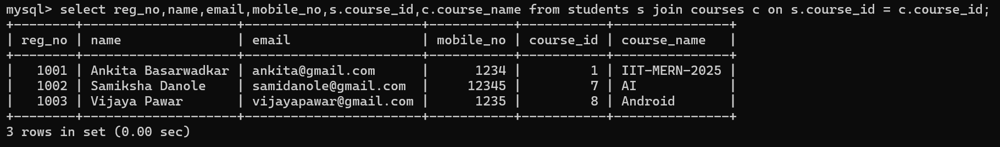 mysql> select reg_no,name,email,mobile_no,s.course_id,c.course_name from students s join courses c on s.course_id = c.course_id;
+--------+--------------------+-----------------------+-----------+-----------+---------------+
| reg_no | name               | email                 | mobile_no | course_id | course_name   |
+--------+--------------------+-----------------------+-----------+-----------+---------------+
|   1001 | Ankita Basarwadkar | ankita@gmail.com      |      1234 |         1 | IIT-MERN-2025 |
|   1002 | Samiksha Danole    | samidanole@gmail.com  |     12345 |         7 | AI            |
|   1003 | Vijaya Pawar       | vijayapawar@gmail.com |      1235 |         8 | Android       |
+--------+--------------------+-----------------------+-----------+-----------+---------------+
3 rows in set (0.00 sec)